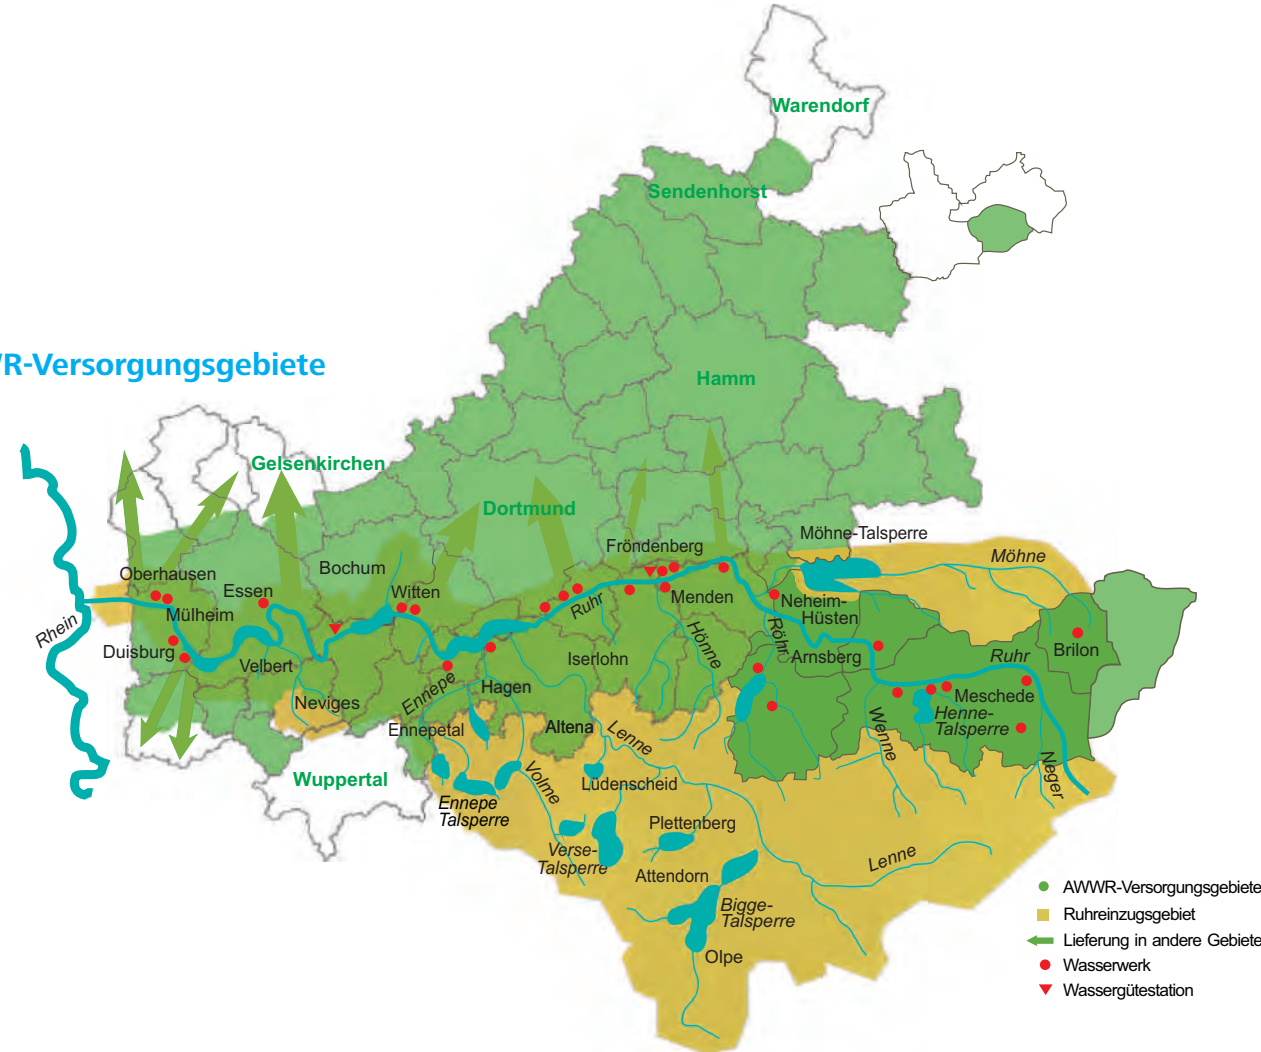 Warendorf
Sendenhorst
WR-Versorgungsgebiete
Hamm
Gelsenkirchen
Dortmund
Möhne-Talsperre
Fröndenberg
Möhne
Bochum
Oberhausen
Essen
Witten
Mülheim
Ruhr
Menden
Neheim-
Hüsten
Rhein
Duisburg
Velbert
Iserlohn
Hönne
Röhr
Arnsberg
Ruhr
Brilon
Neviges
Ennepe
Hagen
Meschede
Henne-
Talsperre
Ennepetal
Altena
Lenne
Wenne
Neger
Wuppertal
Volme
Lüdenscheid
Ennepe
Talsperre
Plettenberg
Verse-
Talsperre
Lenne
Attendorn
Bigge-
Talsperre
Olpe
AWWR-Versorgungsgebiete
Ruhreinzugsgebiet
Lieferung in andere Gebiete
Wasserwerk
Wassergütestation